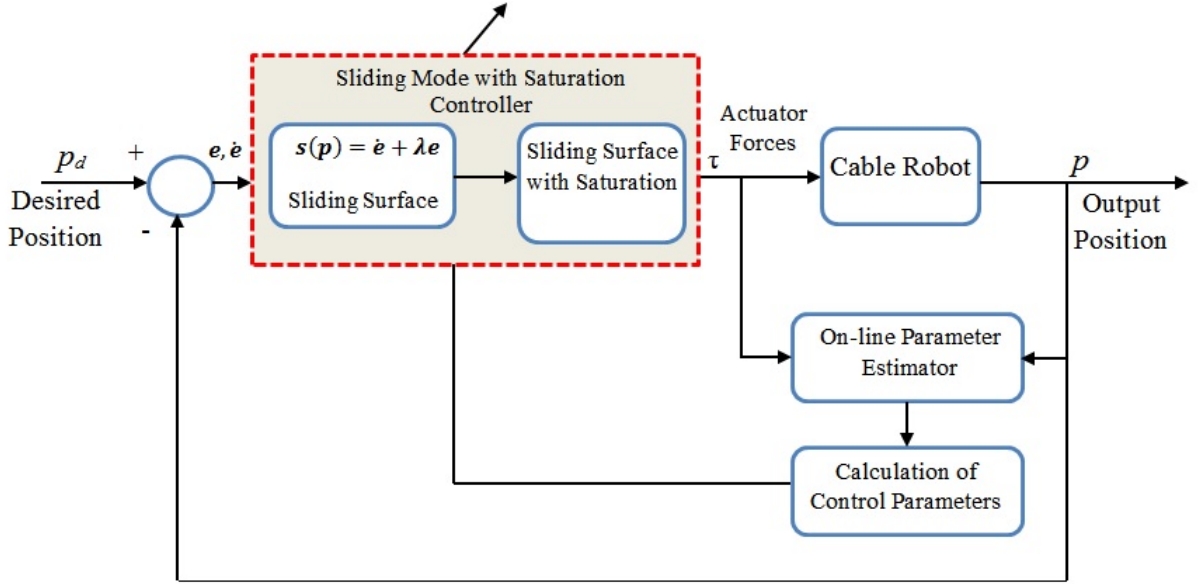 Sliding Mode with Saturation
Controller
p_d
+
Desired
Position
-
e, ė
s(p) = ė + λe
Sliding Surface
Sliding Surface
with Saturation
Actuator
Forces
τ
Cable Robot
p
Output
Position
On-line Parameter
Estimator
Calculation of
Control Parameters